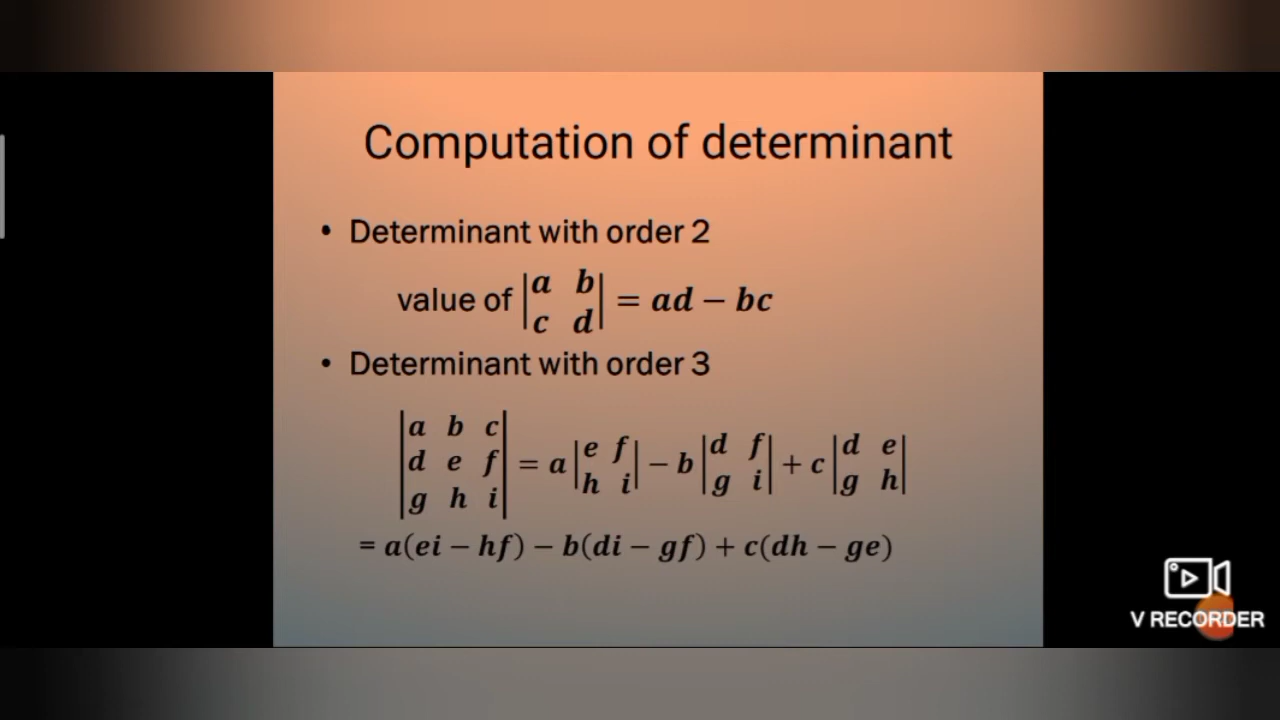 Computation of determinant
• Determinant with order 2
value of |a b|
|c d| = ad − bc
• Determinant with order 3
|a b c|
|d e f| = a |e f| − b |d f| + c |d e|
|g h i| |h i| |g i| |g h|
= a(ei − hf) − b(di − gf) + c(dh − ge)
V RECORDER